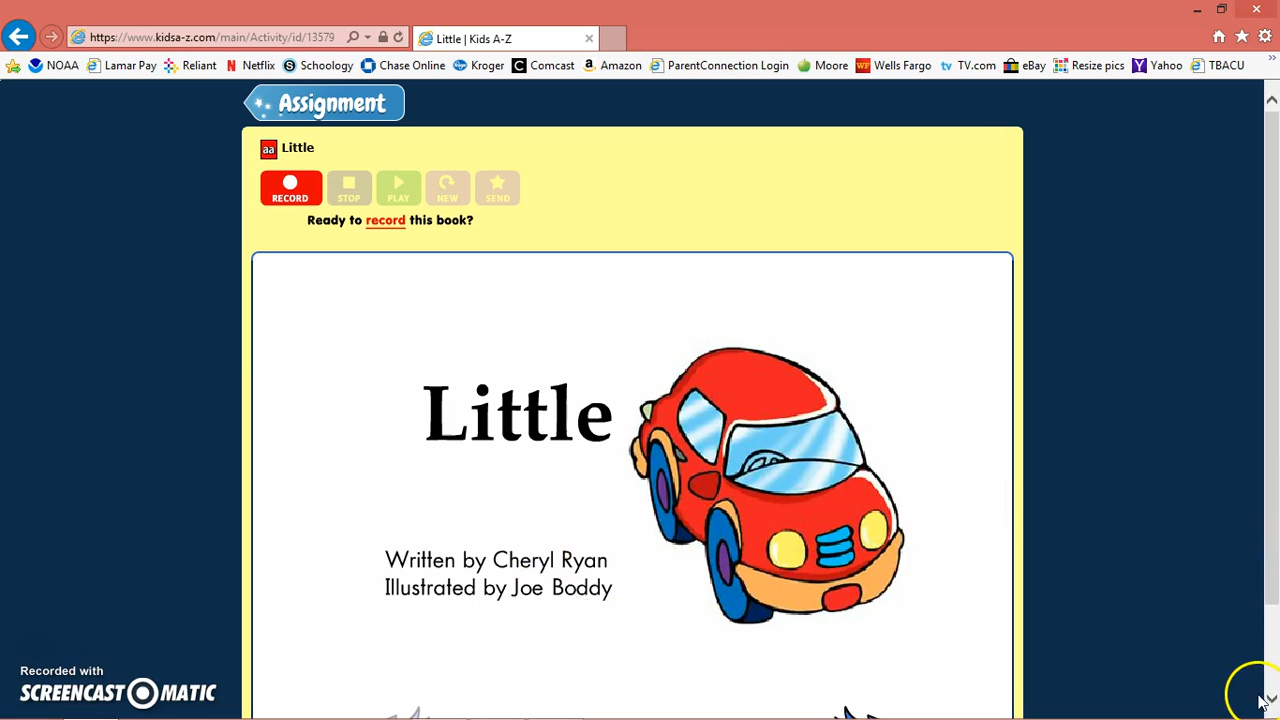 https://www.kidsa-z.com/main/Activity/id/13579
Little | Kids A-Z
NOAA Lamar Pay Reliant Netflix Schoology Chase Online Kroger Comcast Amazon ParentConnection Login Moore Wells Fargo TV.com eBay Resize pics Yahoo TBACU
Assignment
aa Little
RECORD STOP PLAY NEW SEND
Ready to record this book?
Little
Written by Cheryl Ryan
Illustrated by Joe Boddy
Recorded with
SCREENCAST MATIC